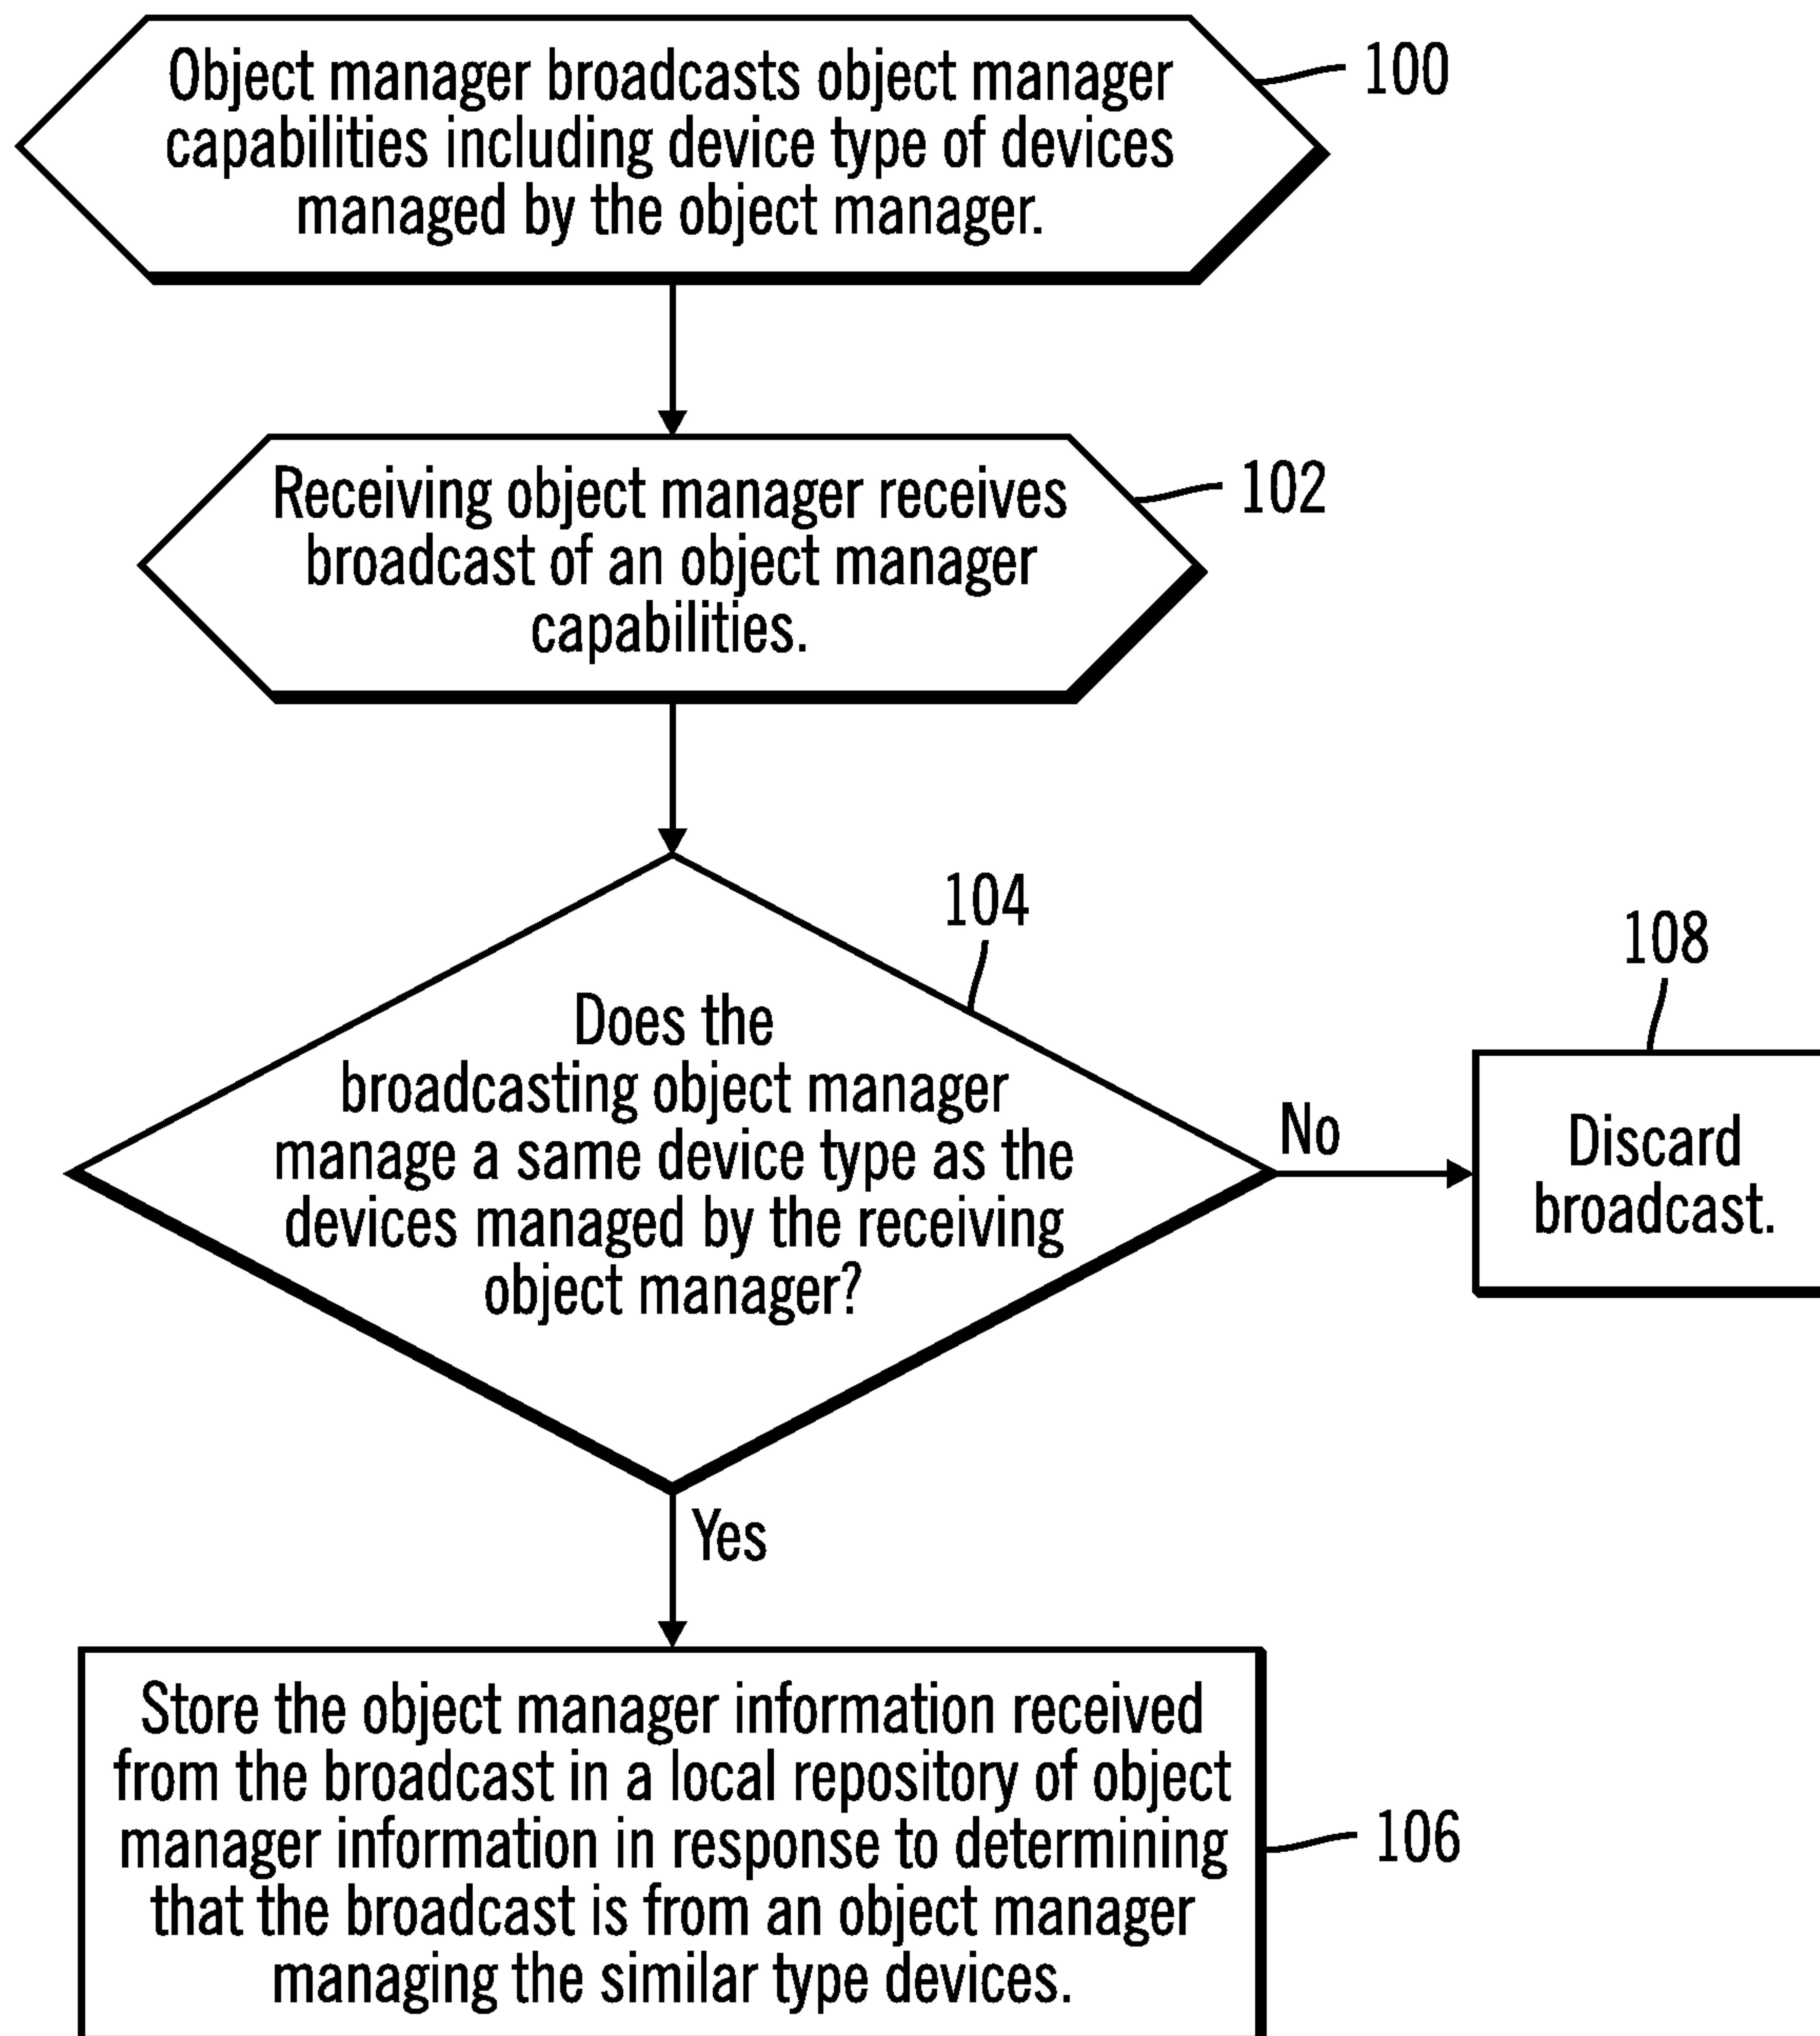 Object manager broadcasts object manager
capabilities including device type of devices
managed by the object manager.
100
Receiving object manager receives
broadcast of an object manager
capabilities.
102
104
Does the
broadcasting object manager
manage a same device type as the
devices managed by the receiving
object manager?
No
108
Discard
broadcast.
Yes
Store the object manager information received
from the broadcast in a local repository of object
manager information in response to determining
that the broadcast is from an object manager
managing the similar type devices.
106